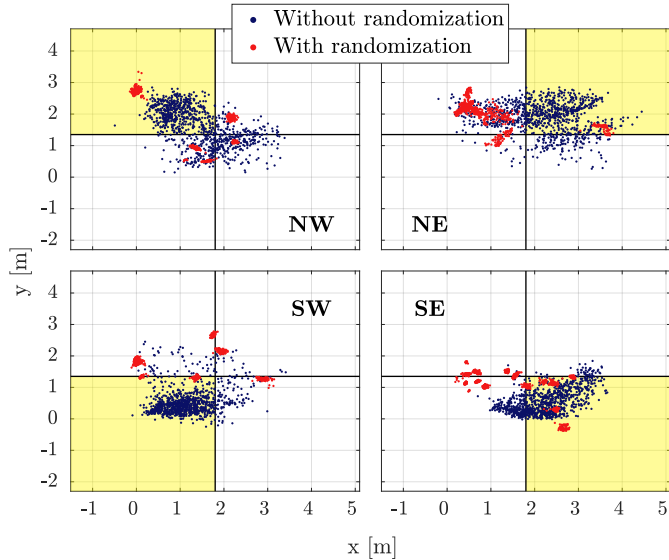 Without randomization
With randomization
4
3
2
1
0
-1
-2
NW
NE
y [m]
4
3
2
1
0
-1
-2
SW
SE
-1 0 1 2 3 4 5
-1 0 1 2 3 4 5
x [m]